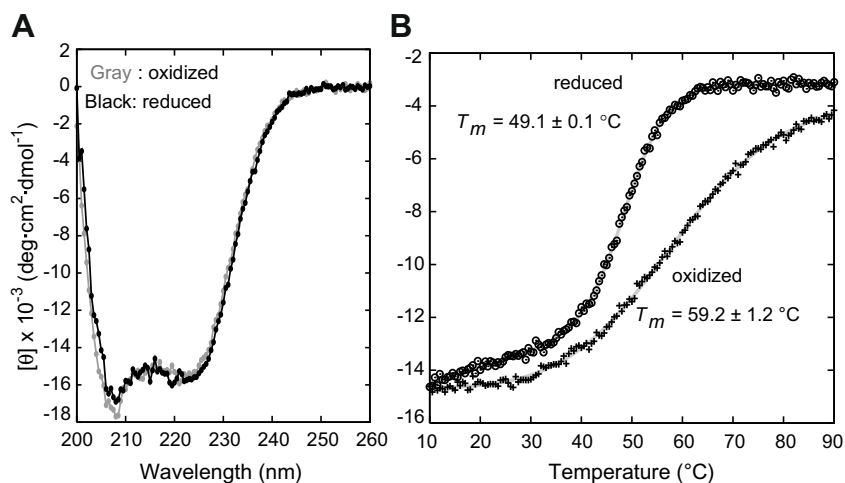 A
B
2
0
-2
-4
-6
-8
-10
-12
-14
-16
-18
[θ] x 10⁻³ (deg·cm²·dmol⁻¹)
Gray : oxidized
Black: reduced
200 210 220 230 240 250 260
Wavelength (nm)
-2
-4
-6
-8
-10
-12
-14
-16
reduced
Tm = 49.1 ± 0.1 °C
oxidized
Tm = 59.2 ± 1.2 °C
10 20 30 40 50 60 70 80 90
Temperature (°C)